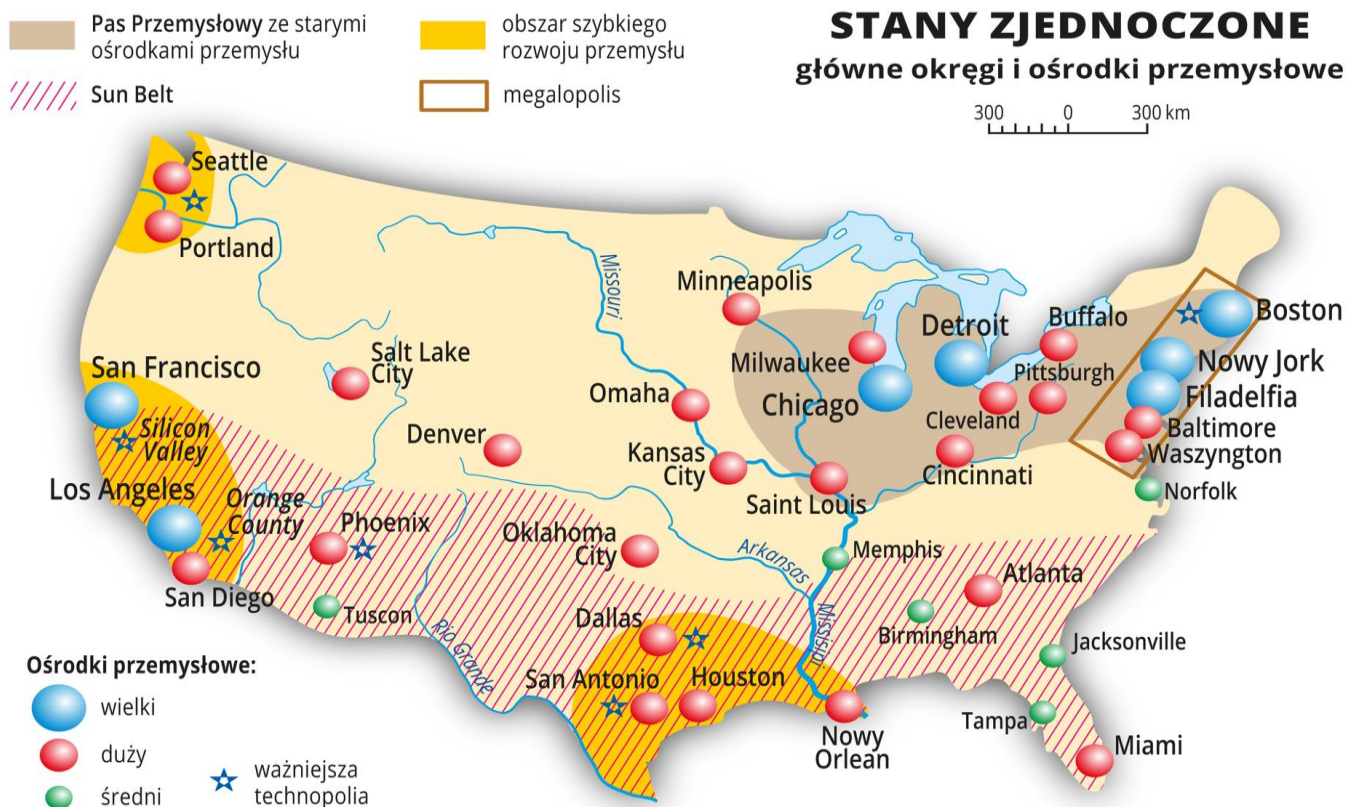 STANY ZJEDNOCZONE
główne okręgi i ośrodki przemysłowe
300 0 300 km
Pas Przemysłowy ze starymi
ośrodkami przemysłu
Sun Belt
obszar szybkiego
rozwoju przemysłu
megalopolis
Seattle
Portland
Missouri
Minneapolis
Milwaukee
Detroit
Buffalo
Boston
San Francisco
Salt Lake
City
Omaha
Chicago
Pittsburgh
Nowy Jork
Filadelfia
Cleveland
Baltimore
Silicon
Valley
Denver
Kansas
City
Cincinnati
Waszyngton
Los Angeles
Orange
County
Phoenix
Saint Louis
Norfolk
Oklahoma
City
Arkansas
Memphis
San Diego
Tuscon
Atlanta
Rio Grande
Dallas
Missisipi
Birmingham
Jacksonville
San Antonio
Houston
Tampa
Nowy
Orlean
Miami
Ośrodki przemysłowe:
wielki
duży
średni
ważniejsza
technopolia